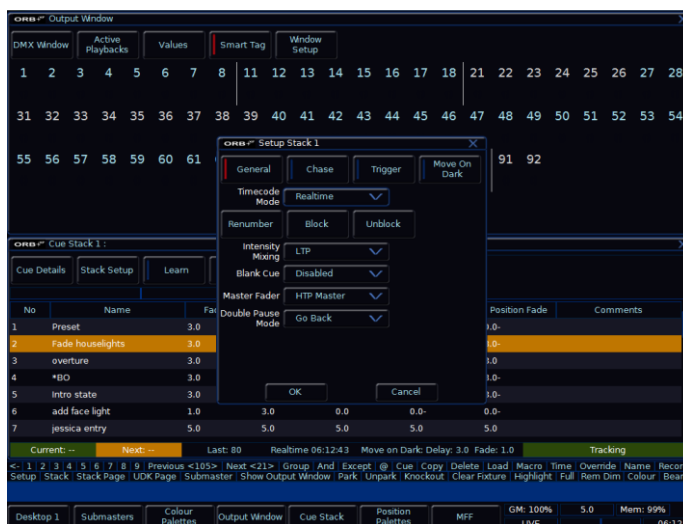 ORB Output Window X
DMX Window Active Playbacks Values Smart Tag Window Setup
1 2 3 4 5 6 7 8 11 12 13 14 15 16 17 18 21 22 23 24 25 26 27 28
31 32 33 34 35 36 37 38 39 40 41 42 43 44 45 46 47 48 49 50 51 52 53 54
55 56 57 58 59 60 61 91 92
ORB Setup Stack 1 X
General Chase Trigger Move On Dark
Timecode Mode Realtime
Renumber Block Unblock
Intensity Mixing LTP
Blank Cue Disabled
Master Fader HTP Master
Double Pause Mode Go Back
OK Cancel
ORB Cue Stack 1 :
Cue Details Stack Setup Learn
No Name Fa Position Fade Comments
1 Preset 3.0 0.0-
2 Fade houselights 3.0
3 overture 3.0
4 *BO 3.0
5 Intro state 3.0
6 add face light 1.0 3.0 0.0 0.0- 0.0-
7 jessica entry 5.0 5.0 5.0 5.0 5.0
Current: -- Next: -- Last: 80 Realtime 06:12:43 Move on Dark: Delay: 3.0 Fade: 1.0 Tracking
<- 1 2 3 4 5 6 7 8 9 Previous <105> Next <21> Group And Except @ Cue Copy Delete Load Macro Time Override Name Recor
Setup Stack Stack Page UDK Page Submaster Show Output Window Park Unpark Knockout Clear Fixture Highlight Full Rem Dim Colour Bear
Desktop 1 Submasters Colour Palettes Output Window Cue Stack Position Palettes MFF GM: 100% 5.0 Mem: 99%
LIVE 06:12